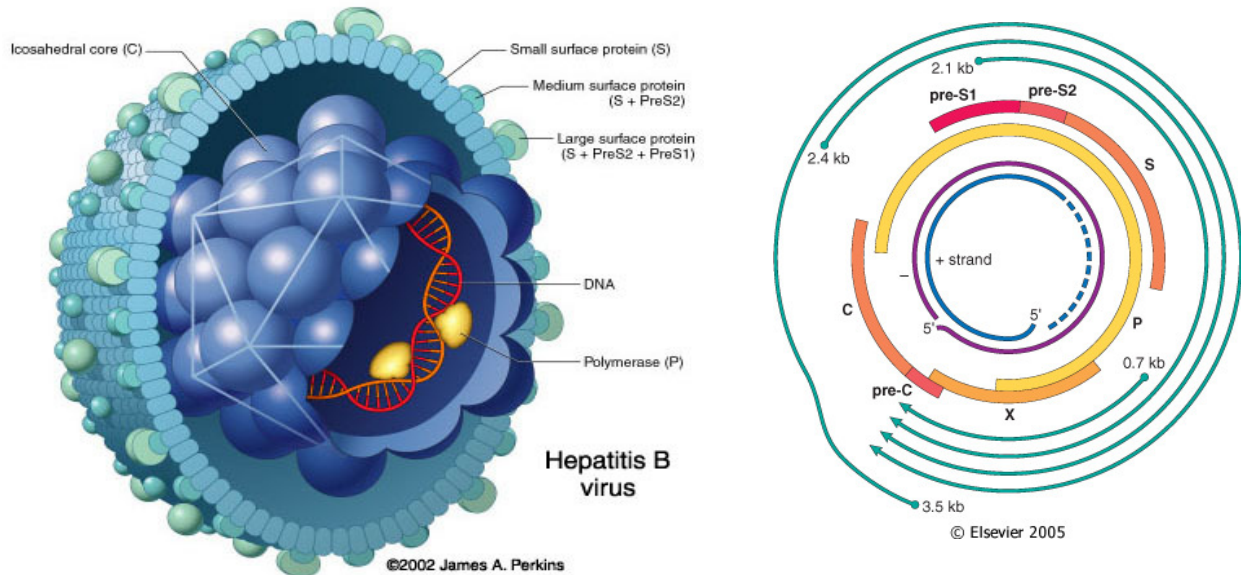 Icosahedral core (C)
Small surface protein (S)
Medium surface protein
(S + PreS2)
Large surface protein
(S + PreS2 + PreS1)
DNA
Polymerase (P)
Hepatitis B
virus
©2002 James A. Perkins
2.1 kb
pre-S1
pre-S2
2.4 kb
S
+ strand
–
C
5'
5'
P
0.7 kb
pre-C
X
3.5 kb
© Elsevier 2005